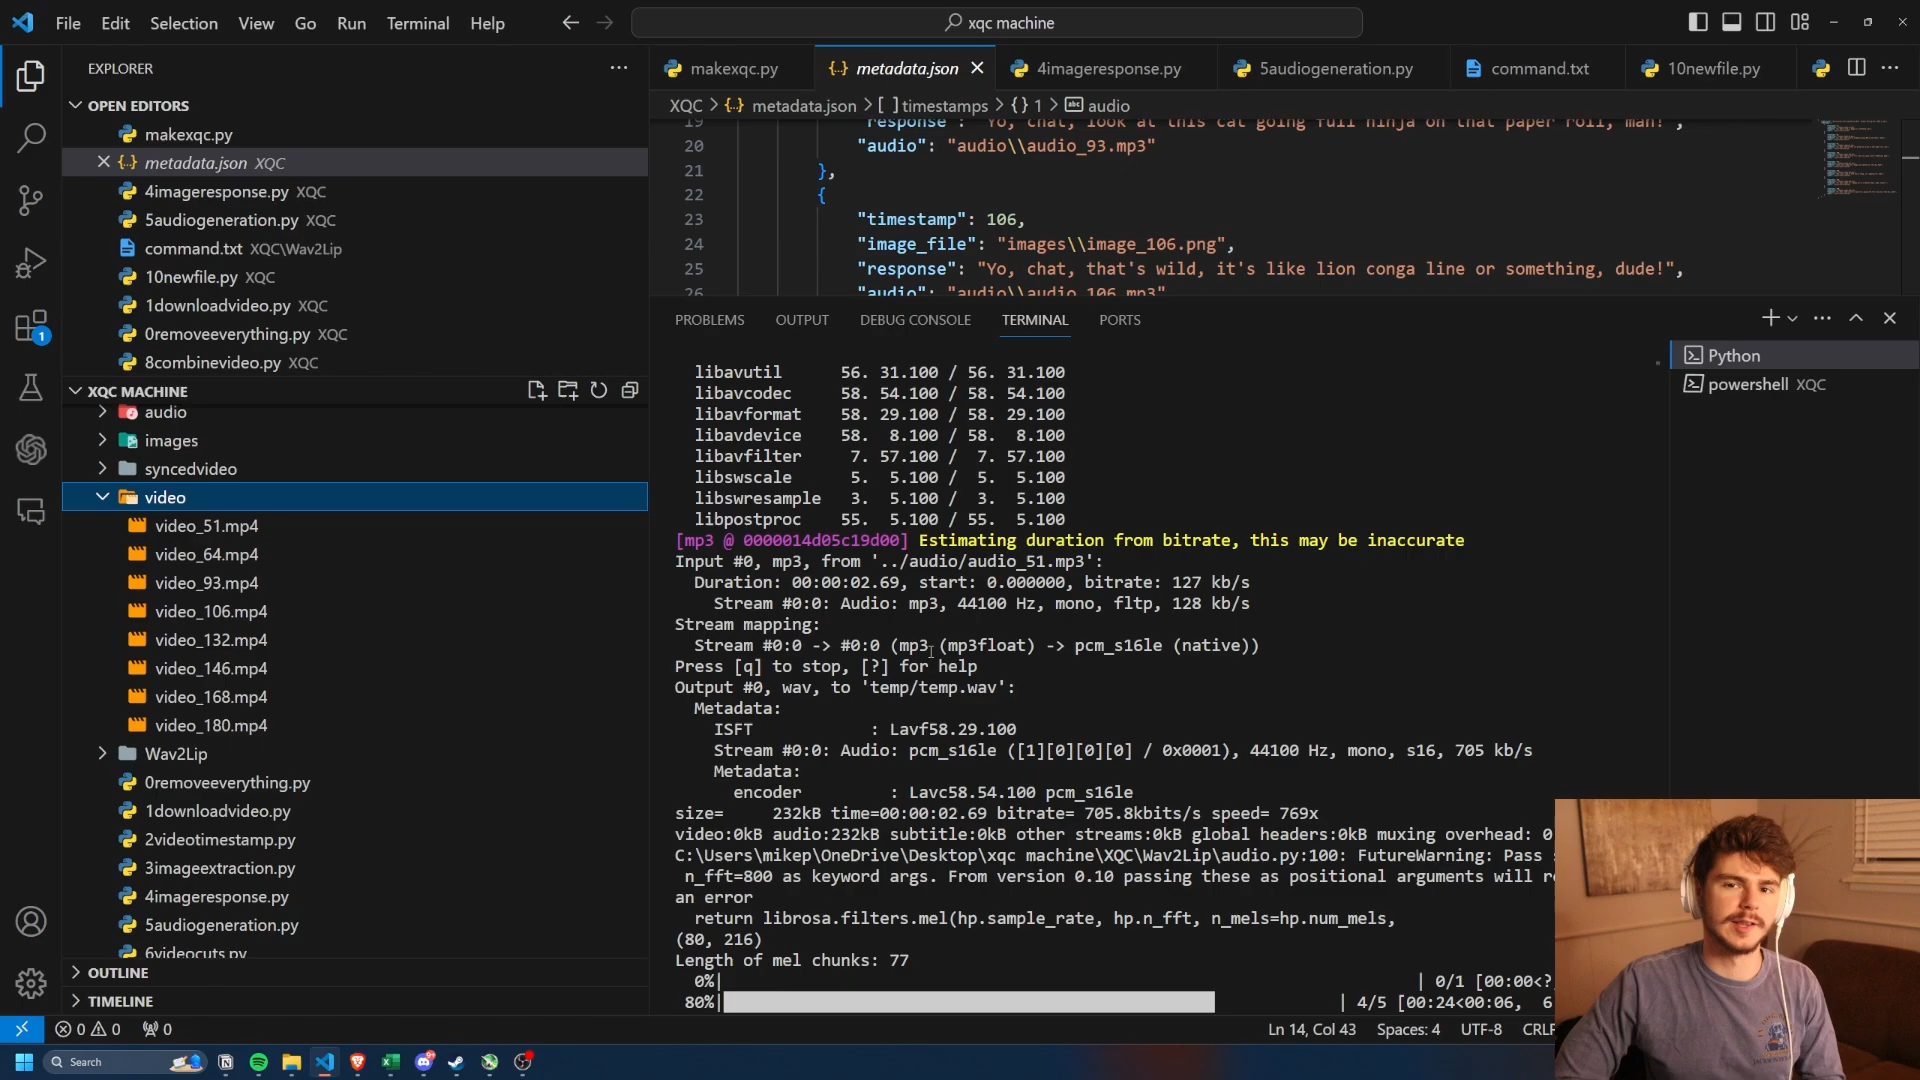 File Edit Selection View Go Run Terminal Help
xqc machine
EXPLORER
OPEN EDITORS
makexqc.py
metadata.json XQC
4imageresponse.py XQC
5audiogeneration.py XQC
command.txt XQC\Wav2Lip
10newfile.py XQC
1downloadvideo.py XQC
0removeeverything.py XQC
8combinevideo.py XQC
XQC MACHINE
audio
images
syncedvideo
video
video_51.mp4
video_64.mp4
video_93.mp4
video_106.mp4
video_132.mp4
video_146.mp4
video_168.mp4
video_180.mp4
Wav2Lip
0removeeverything.py
1downloadvideo.py
2videotimestamp.py
3imageextraction.py
4imageresponse.py
5audiogeneration.py
6videocuts.py
OUTLINE
TIMELINE
1
makexqc.py
metadata.json
4imageresponse.py
5audiogeneration.py
command.txt
10newfile.py
XQC > metadata.json > [ ] timestamps > {} 1 > audio
19 "response": "Yo, chat, look at this cat going full ninja on that paper roll, man!",
20 "audio": "audio\\audio_93.mp3"
21 },
22 {
23 "timestamp": 106,
24 "image_file": "images\\image_106.png",
25 "response": "Yo, chat, that's wild, it's like lion conga line or something, dude!",
26 "audio": "audio\\audio_106.mp3"
PROBLEMS OUTPUT DEBUG CONSOLE TERMINAL PORTS
Python
powershell XQC
libavutil 56. 31.100 / 56. 31.100
libavcodec 58. 54.100 / 58. 54.100
libavformat 58. 29.100 / 58. 29.100
libavdevice 58. 8.100 / 58. 8.100
libavfilter 7. 57.100 / 7. 57.100
libswscale 5. 5.100 / 5. 5.100
libswresample 3. 5.100 / 3. 5.100
libpostproc 55. 5.100 / 55. 5.100
[mp3 @ 0000014d05c19d00] Estimating duration from bitrate, this may be inaccurate
Input #0, mp3, from '../audio/audio_51.mp3':
Duration: 00:00:02.69, start: 0.000000, bitrate: 127 kb/s
Stream #0:0: Audio: mp3, 44100 Hz, mono, fltp, 128 kb/s
Stream mapping:
Stream #0:0 -> #0:0 (mp3 (mp3float) -> pcm_s16le (native))
Press [q] to stop, [?] for help
Output #0, wav, to 'temp/temp.wav':
Metadata:
ISFT : Lavf58.29.100
Stream #0:0: Audio: pcm_s16le ([1][0][0][0] / 0x0001), 44100 Hz, mono, s16, 705 kb/s
Metadata:
encoder : Lavc58.54.100 pcm_s16le
size= 232kB time=00:00:02.69 bitrate= 705.8kbits/s speed= 769x
video:0kB audio:232kB subtitle:0kB other streams:0kB global headers:0kB muxing overhead: 0
C:\Users\mikep\OneDrive\Desktop\xqc machine\XQC\Wav2Lip\audio.py:100: FutureWarning: Pass
n_fft=800 as keyword args. From version 0.10 passing these as positional arguments will
an error
return librosa.filters.mel(hp.sample_rate, hp.n_fft, n_mels=hp.num_mels,
(80, 216)
Length of mel chunks: 77
0%| | 0/1 [00:00<?
80%| | 4/5 [00:24<00:06, 6
0 0 0
Ln 14, Col 43 Spaces: 4 UTF-8 CRLF
Search